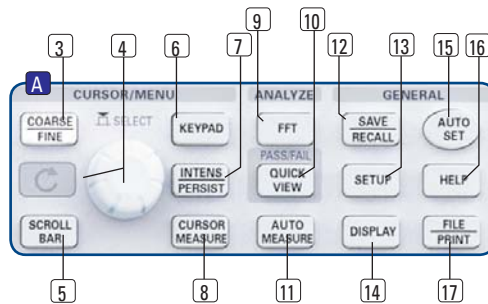 3 4 6 7 9 10 12 13 15 16
A CURSOR/MENU ANALYZE GENERAL
COARSE
FINE
SELECT
KEYPAD
FFT
SAVE
RECALL
AUTO
SET
INTENS
PERSIST
PASS/FAIL
QUICK
VIEW
SETUP
HELP
SCROLL
BAR
CURSOR
MEASURE
AUTO
MEASURE
DISPLAY
FILE
PRINT
5 8 11 14 17